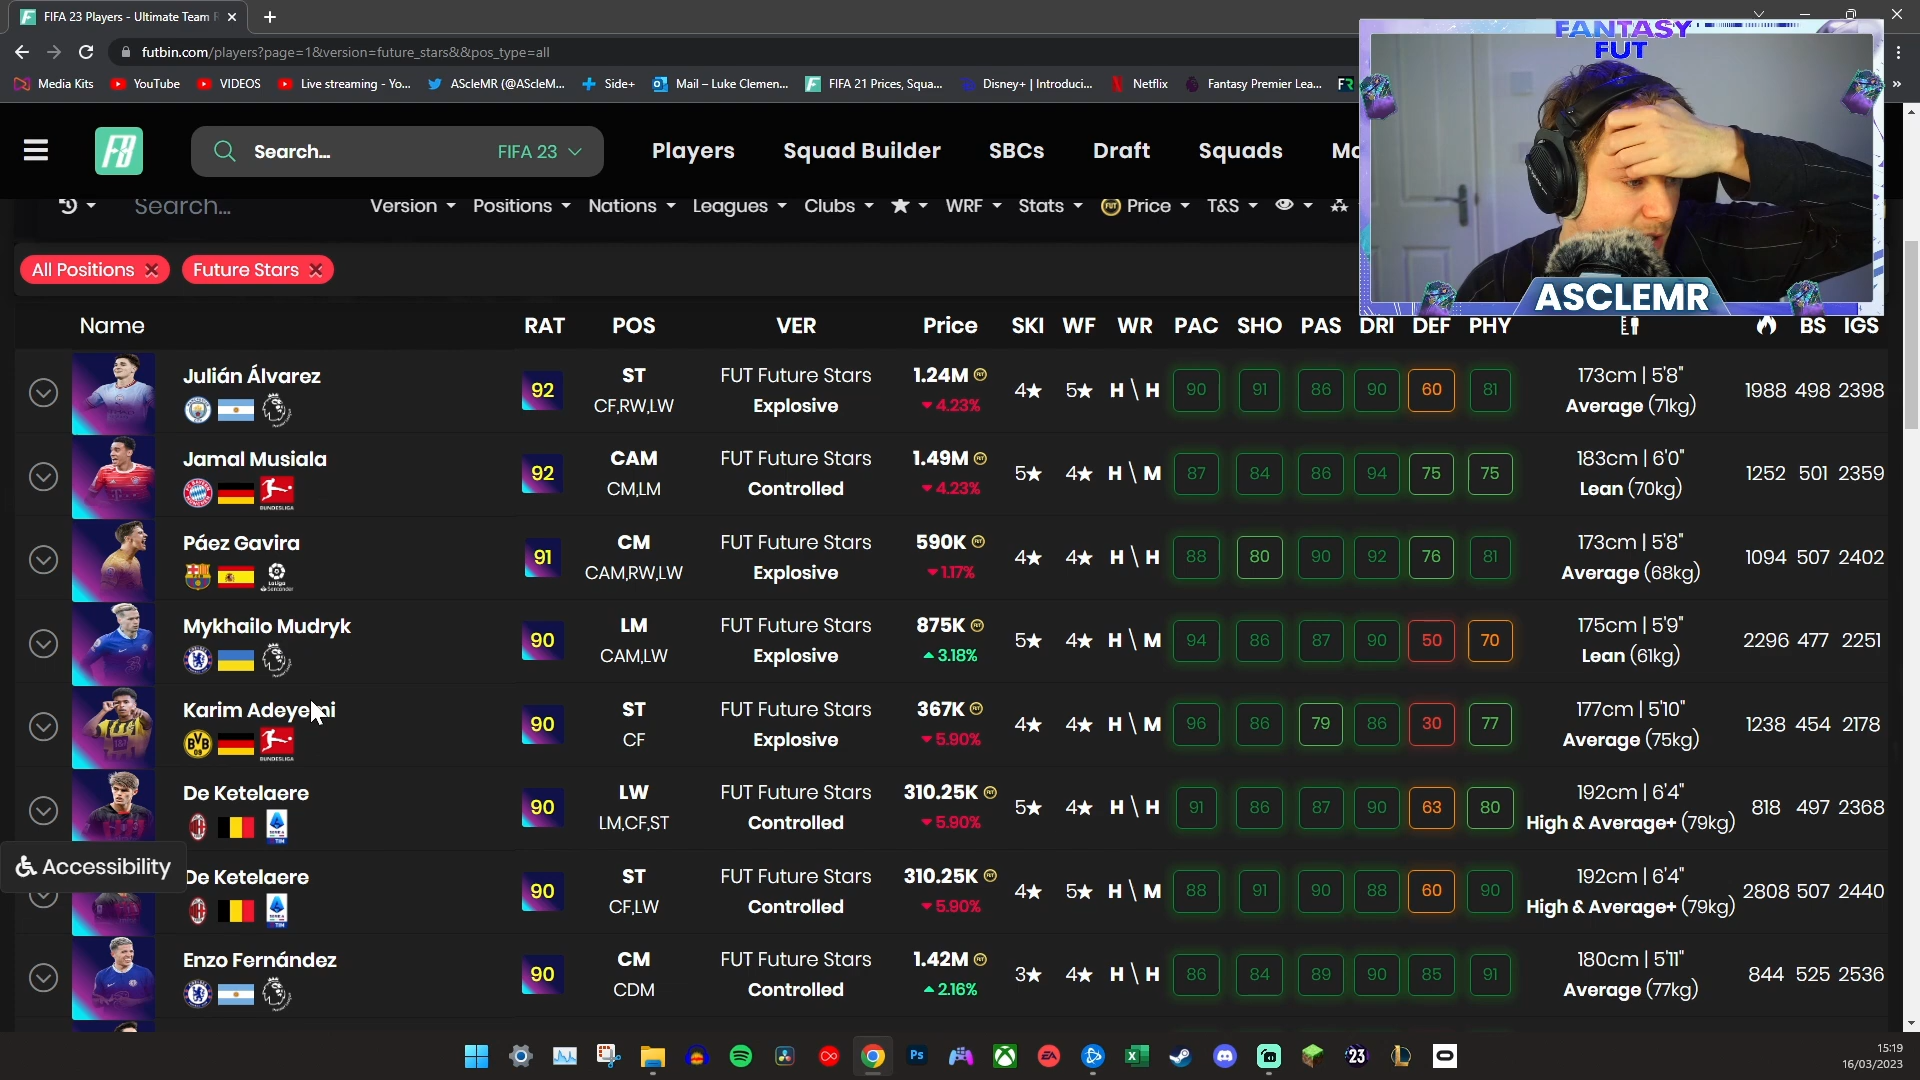 FIFA 23 Players - Ultimate Team
futbin.com/players?page=1&version=future_stars&&pos_type=all
Media Kits YouTube VIDEOS Live streaming - Yo... AScleMR (@AScleM... Side+ Mail – Luke Clemen... FIFA 21 Prices, Squa... Disney+ | Introduci... Netflix Fantasy Premier Lea... FR »
FANTASY
FUT
Search... FIFA 23 Players Squad Builder SBCs Draft Squads
Search... Version Positions Nations Leagues Clubs WRF Stats Price T&S
All Positions Future Stars
ASCLEMR
Name RAT POS VER Price SKI WF WR PAC SHO PAS DRI DEF PHY BS IGS
Julián Álvarez 92 ST FUT Future Stars 1.24M 4★ 5★ H \ H 90 91 86 90 60 81 173cm | 5'8" 1988 498 2398
CF,RW,LW Explosive 4.23% Average (71kg)
Jamal Musiala 92 CAM FUT Future Stars 1.49M 5★ 4★ H \ M 87 84 86 94 75 75 183cm | 6'0" 1252 501 2359
BUNDESLIGA CM,LM Controlled 4.23% Lean (70kg)
Páez Gavira 91 CM FUT Future Stars 590K 4★ 4★ H \ H 88 80 90 92 76 81 173cm | 5'8" 1094 507 2402
CAM,RW,LW Explosive 1.17% Average (68kg)
Mykhailo Mudryk 90 LM FUT Future Stars 875K 5★ 4★ H \ M 94 86 87 90 50 70 175cm | 5'9" 2296 477 2251
CAM,LW Explosive 3.18% Lean (61kg)
Karim Adeyemi 90 ST FUT Future Stars 367K 4★ 4★ H \ M 96 86 79 86 30 77 177cm | 5'10" 1238 454 2178
BVB 09 BUNDESLIGA CF Explosive 5.90% Average (75kg)
De Ketelaere 90 LW FUT Future Stars 310.25K 5★ 4★ H \ H 91 86 87 90 63 80 192cm | 6'4" 818 497 2368
LM,CF,ST Controlled 5.90% High & Average+ (79kg)
Accessibility
De Ketelaere 90 ST FUT Future Stars 310.25K 4★ 5★ H \ M 88 91 90 88 60 90 192cm | 6'4" 2808 507 2440
CF,LW Controlled 5.90% High & Average+ (79kg)
Enzo Fernández 90 CM FUT Future Stars 1.42M 3★ 4★ H \ H 86 84 89 90 85 91 180cm | 5'11" 844 525 2536
CDM Controlled 2.16% Average (77kg)
Ps EA 23
15:19
16/03/2023